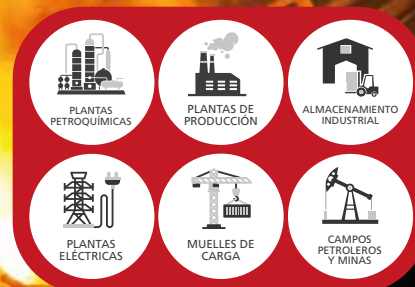 PLANTAS
PETROQUÍMICAS
PLANTAS DE
PRODUCCIÓN
ALMACENAMIENTO
INDUSTRIAL
PLANTAS
ELÉCTRICAS
MUELLES DE
CARGA
CAMPOS
PETROLEROS
Y MINAS